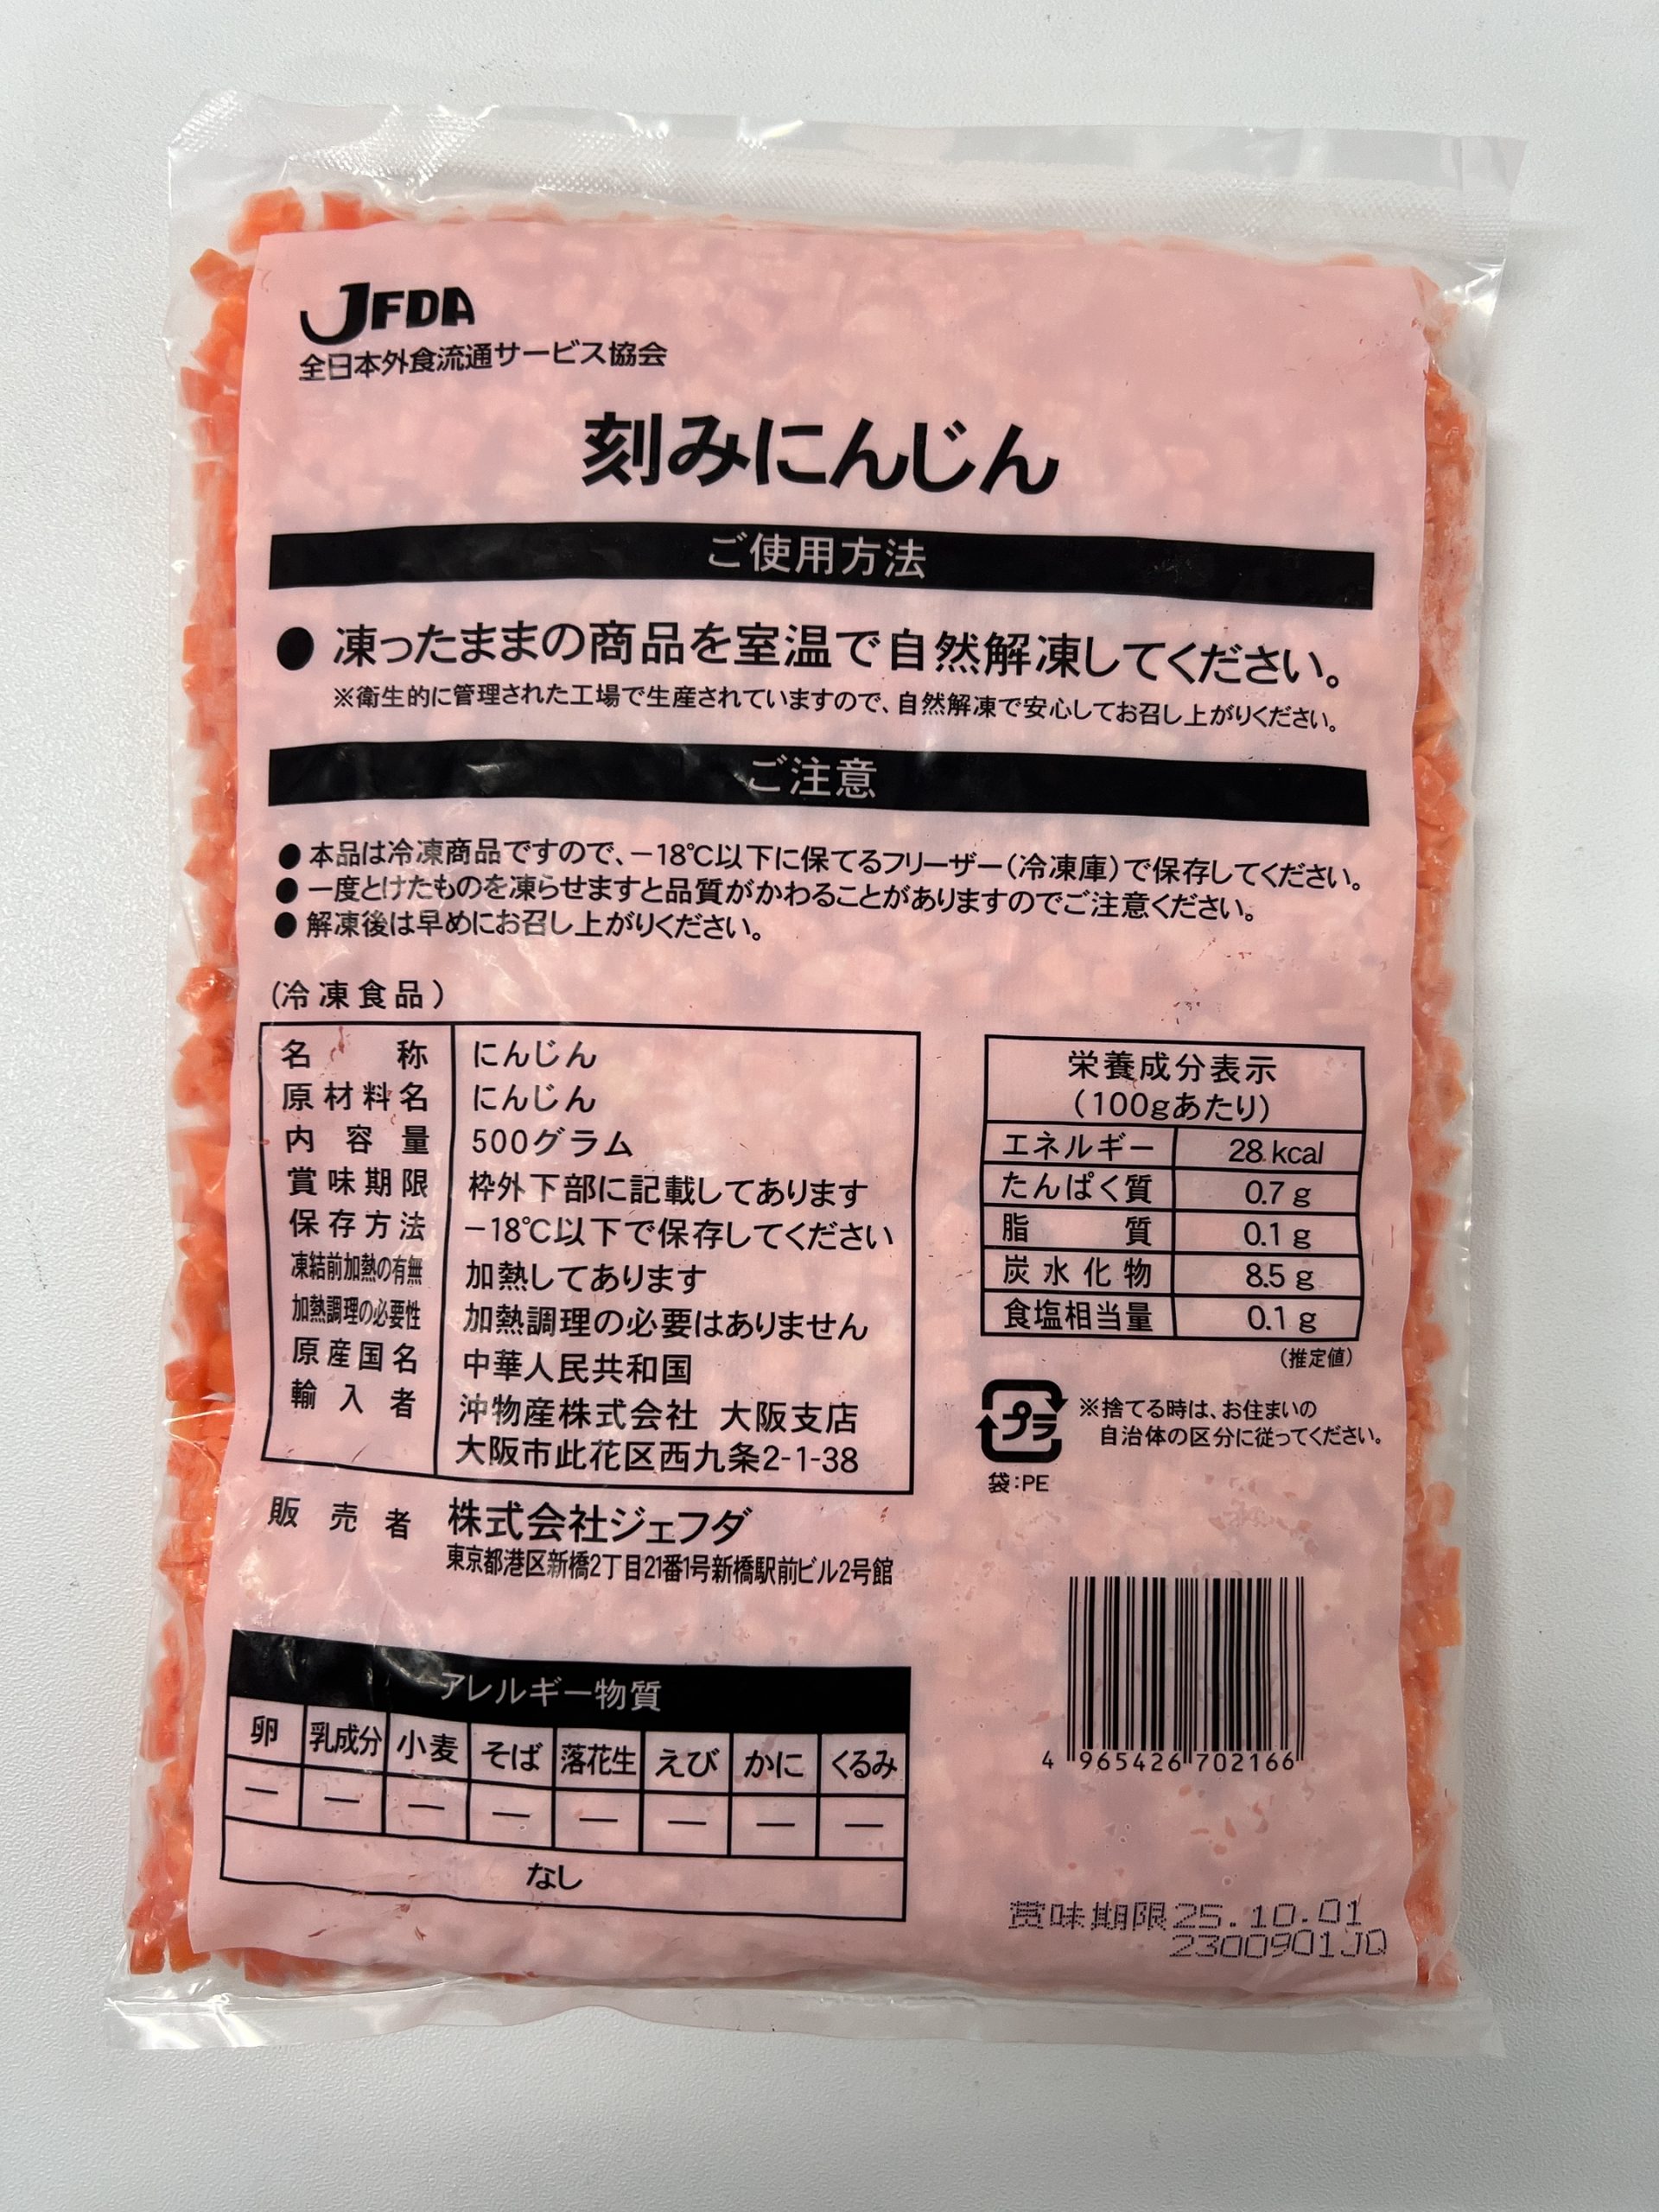 JFDA
全日本外食流通サービス協会
刻みにんじん
ご使用方法
● 凍ったままの商品を室温で自然解凍してください。
※衛生的に管理された工場で生産されていますので、自然解凍で安心してお召し上がりください。
ご注意
● 本品は冷凍商品ですので、－18℃以下に保てるフリーザー（冷凍庫）で保存してください。
● 一度とけたものを凍らせますと品質がかわることがありますのでご注意ください。
● 解凍後は早めにお召し上がりください。
(冷凍食品)
名称 にんじん
原材料名 にんじん
内容量 500グラム
賞味期限 枠外下部に記載してあります
保存方法 －18℃以下で保存してください
凍結前加熱の有無 加熱してあります
加熱調理の必要性 加熱調理の必要はありません
原産国名 中華人民共和国
輸入者 沖物産株式会社 大阪支店
大阪市此花区西九条2-1-38
販売者 株式会社ジェフダ
東京都港区新橋2丁目21番1号新橋駅前ビル2号館
栄養成分表示
（100gあたり）
エネルギー 28 kcal
たんぱく質 0.7 g
脂質 0.1 g
炭水化物 8.5 g
食塩相当量 0.1 g
（推定値）
プラ
※捨てる時は、お住まいの
自治体の区分に従ってください。
袋：PE
アレルギー物質
卵 乳成分 小麦 そば 落花生 えび かに くるみ
― ― ― ― ― ― ― ―
なし
4 965426 702166
賞味期限 25.10.01
2300901JQ